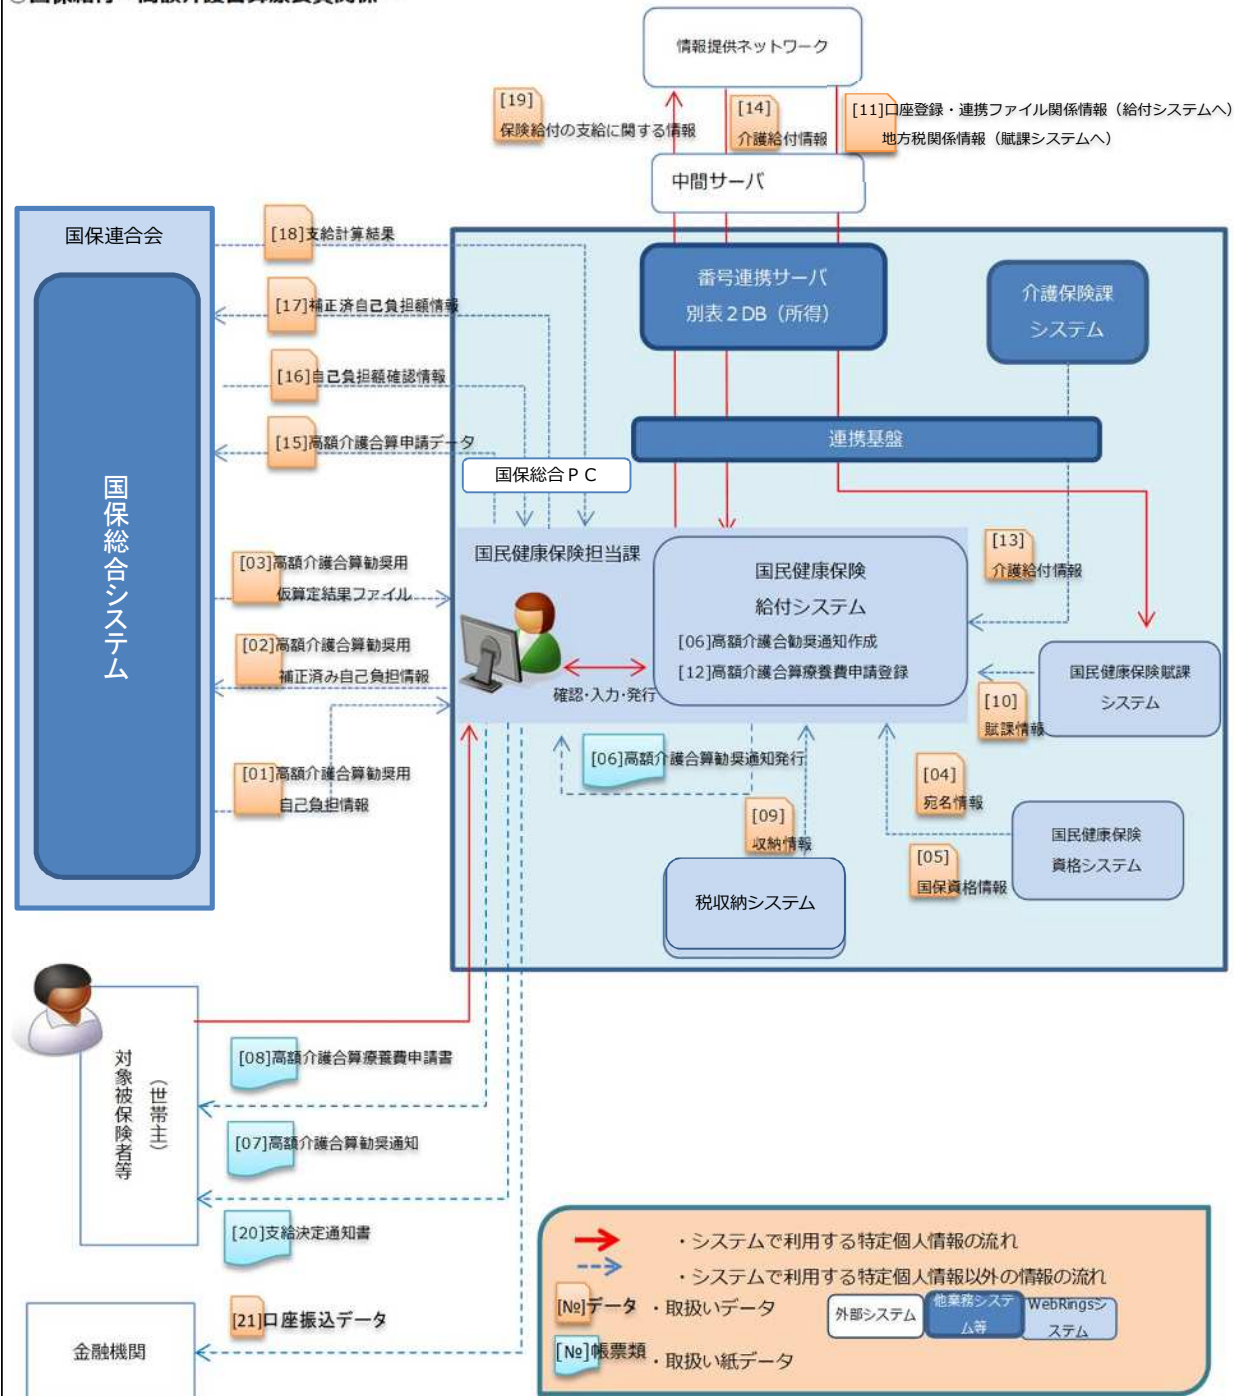 情報提供ネットワーク
[19]
保険給付の支給に関する情報
[14]
介護給付情報
[11]口座登録・連携ファイル関係情報（給付システムへ）
地方税関係情報（賦課システムへ）
中間サーバ
国保連合会
国保総合システム
[18]支給計算結果
[17]補正済自己負担額情報
[16]自己負担額確認情報
[15]高額介護合算申請データ
国保総合ＰＣ
番号連携サーバ
別表２DB（所得）
介護保険課
システム
連携基盤
[03]高額介護合算勧奨用
仮算定結果ファイル
[02]高額介護合算勧奨用
補正済み自己負担情報
[01]高額介護合算勧奨用
自己負担情報
国民健康保険担当課
確認・入力・発行
国民健康保険
給付システム
[06]高額介護合勧奨通知作成
[12]高額介護合算療養費申請登録
[13]
介護給付情報
国民健康保険賦課
システム
[10]
賦課情報
[06]高額介護合算勧奨通知発行
[04]
宛名情報
[09]
収納情報
[05]
国保資格情報
国民健康保険
資格システム
税収納システム
対象被保険者等
（世帯主）
[08]高額介護合算療養費申請書
[07]高額介護合算勧奨通知
[20]支給決定通知書
[21]口座振込データ
金融機関
・システムで利用する特定個人情報の流れ
・システムで利用する特定個人情報以外の情報の流れ
[№]データ ・取扱いデータ
外部システム
他業務システム等
WebRingsシステム
[№]帳票類 ・取扱い紙データ